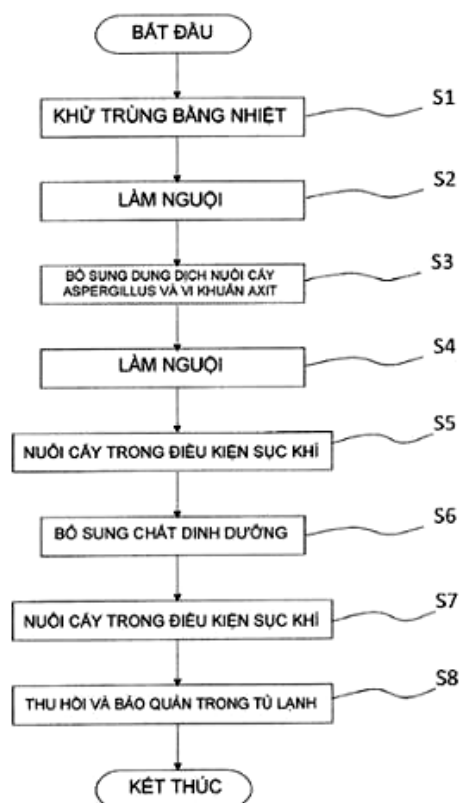 BẮT ĐẦU
KHỬ TRÙNG BẰNG NHIỆT
S1
LÀM NGUỘI
S2
BỔ SUNG DUNG DỊCH NUÔI CẤY
ASPERGILLUS VÀ VI KHUẨN AXIT
S3
LÀM NGUỘI
S4
NUÔI CẤY TRONG ĐIỀU KIỆN SỤC KHÍ
S5
BỔ SUNG CHẤT DINH DƯỠNG
S6
NUÔI CẤY TRONG ĐIỀU KIỆN SỤC KHÍ
S7
THU HỒI VÀ BẢO QUẢN TRONG TỦ LẠNH
S8
KẾT THÚC